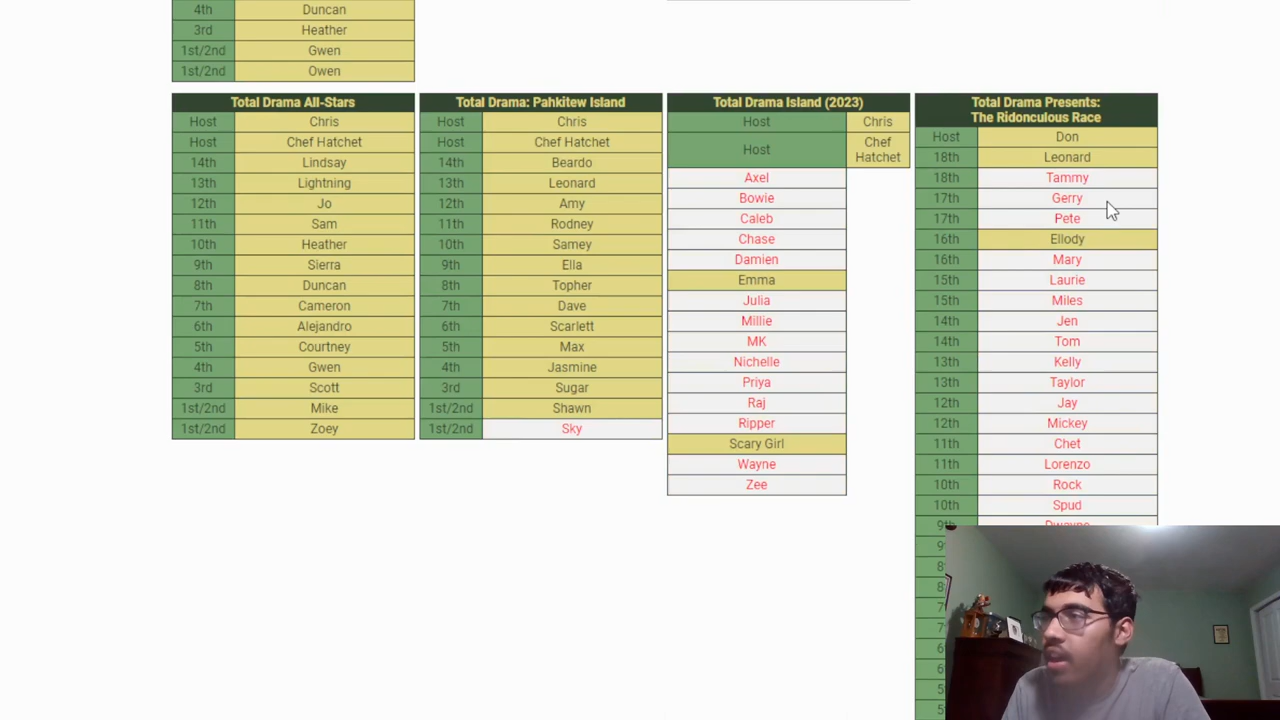 4th Duncan
3rd Heather
1st/2nd Gwen
1st/2nd Owen
Total Drama All-Stars
Host Chris
Host Chef Hatchet
14th Lindsay
13th Lightning
12th Jo
11th Sam
10th Heather
9th Sierra
8th Duncan
7th Cameron
6th Alejandro
5th Courtney
4th Gwen
3rd Scott
1st/2nd Mike
1st/2nd Zoey
Total Drama: Pahkitew Island
Host Chris
Host Chef Hatchet
14th Beardo
13th Leonard
12th Amy
11th Rodney
10th Samey
9th Ella
8th Topher
7th Dave
6th Scarlett
5th Max
4th Jasmine
3rd Sugar
1st/2nd Shawn
1st/2nd Sky
Total Drama Island (2023)
Host Chris
Host Chef
Hatchet
Axel
Bowie
Caleb
Chase
Damien
Emma
Julia
Millie
MK
Nichelle
Priya
Raj
Ripper
Scary Girl
Wayne
Zee
Total Drama Presents:
The Ridonculous Race
Host Don
18th Leonard
18th Tammy
17th Gerry
17th Pete
16th Ellody
16th Mary
15th Laurie
15th Miles
14th Jen
14th Tom
13th Kelly
13th Taylor
12th Jay
12th Mickey
11th Chet
11th Lorenzo
10th Rock
10th Spud